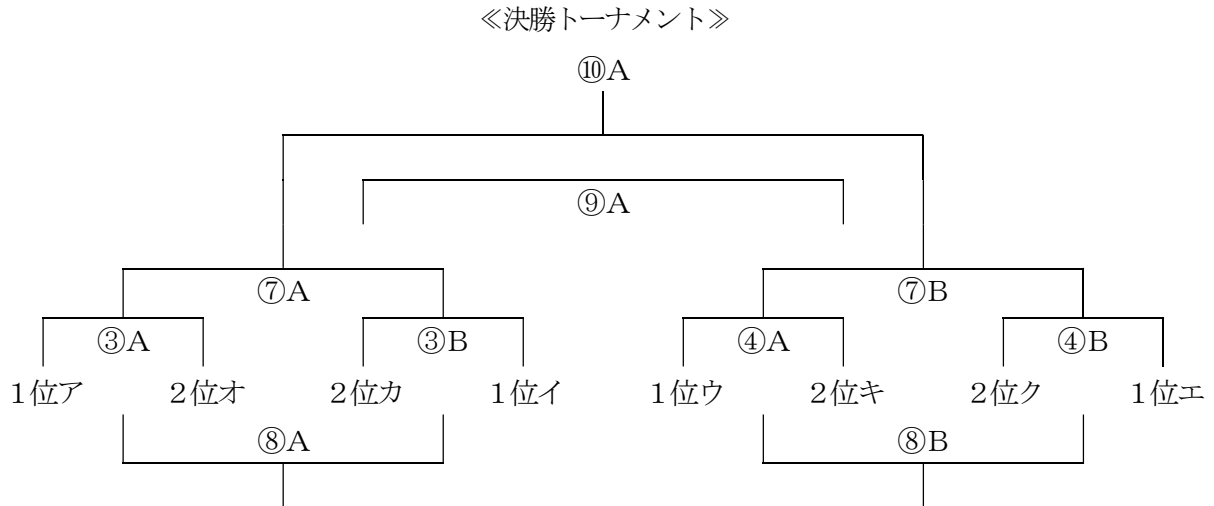 ≪決勝トーナメント≫
⑩A
⑨A
⑦A ⑦B
③A ③B ④A ④B
1位ア 2位オ 2位カ 1位イ 1位ウ 2位キ 2位ク 1位エ
⑧A ⑧B